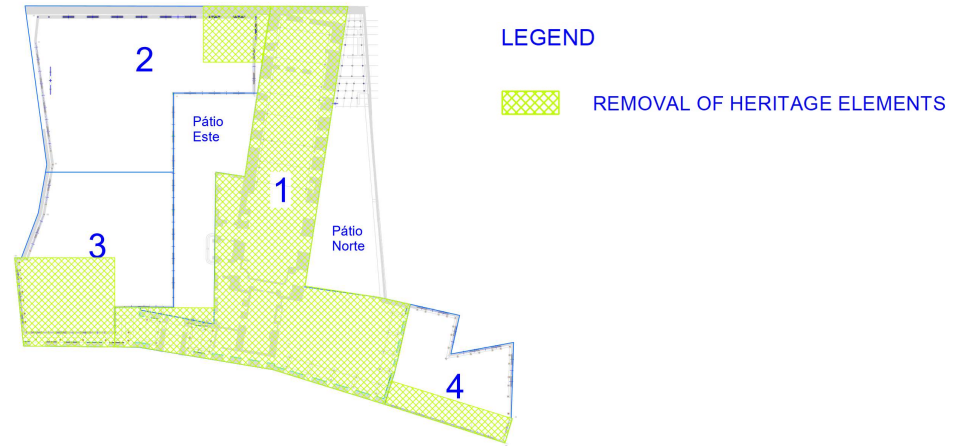 LEGEND
REMOVAL OF HERITAGE ELEMENTS
2
Pátio
Este
1
Pátio
Norte
3
4